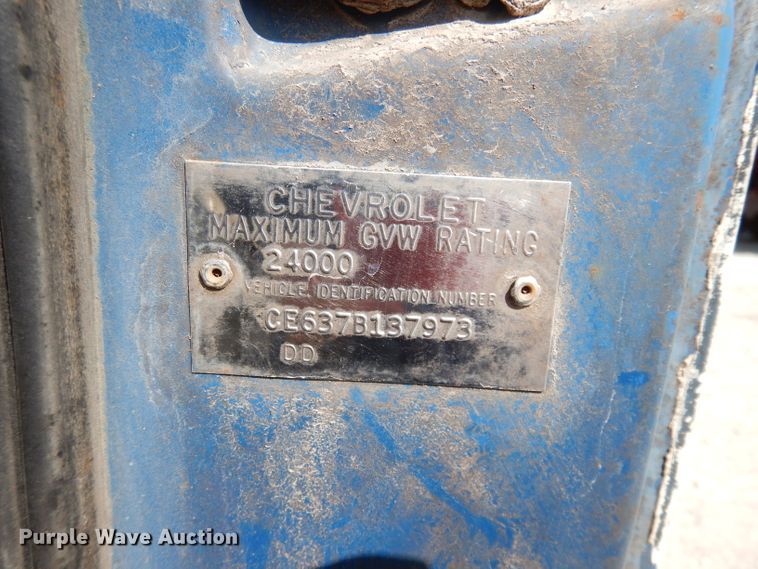 CHEVROLET
MAXIMUM GVW RATING
24000
VEHICLE IDENTIFICATION NUMBER
CE637B137973
DD
Purple Wave Auction®